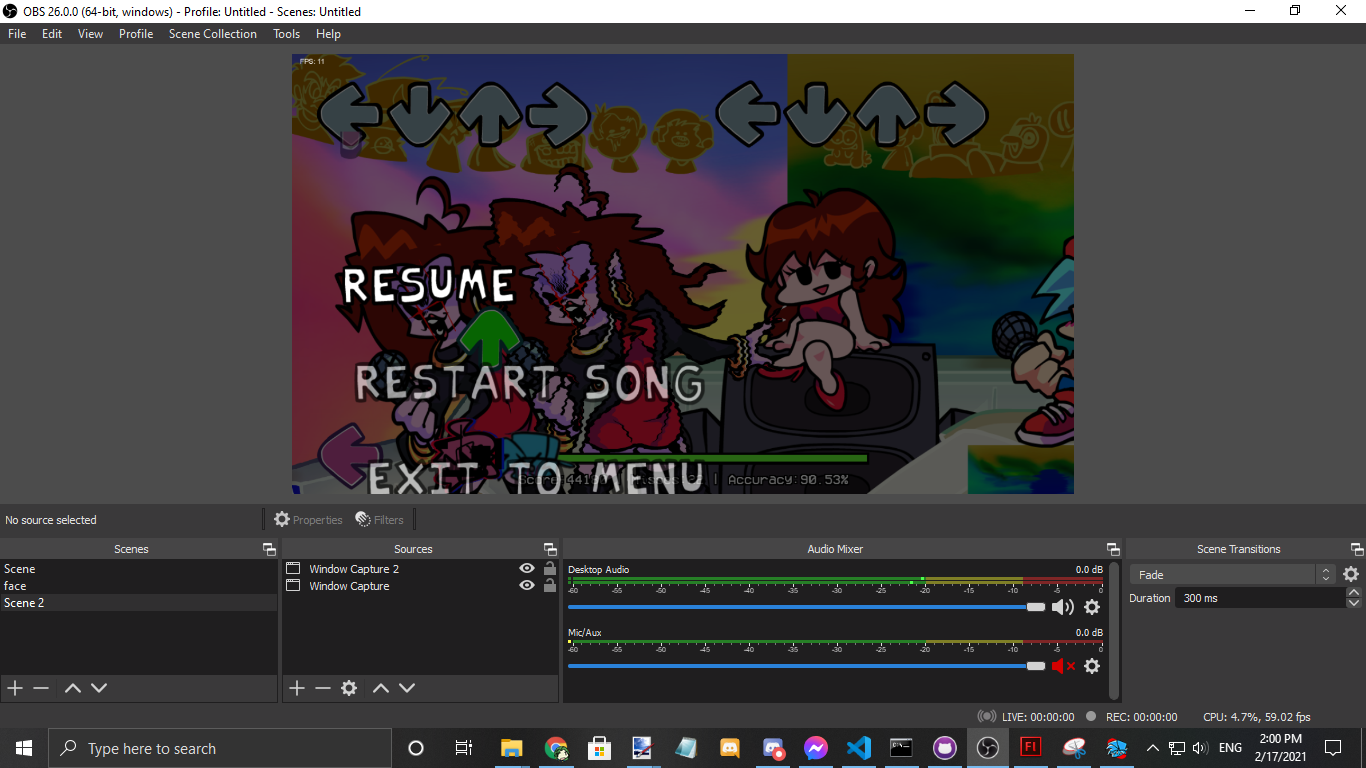 OBS 26.0.0 (64-bit, windows) - Profile: Untitled - Scenes: Untitled
File Edit View Profile Scene Collection Tools Help
FPS: 11
RESUME
RESTART SONG
EXIT TO MENU
Accuracy:90.53%
No source selected
Properties Filters
Scenes
Scene
face
Scene 2
Sources
Window Capture 2
Window Capture
Audio Mixer
Desktop Audio 0.0 dB
-60 -55 -50 -45 -40 -35 -30 -25 -20 -15 -10 -5 0
Mic/Aux 0.0 dB
-60 -55 -50 -45 -40 -35 -30 -25 -20 -15 -10 -5 0
Scene Transitions
Fade
Duration 300 ms
LIVE: 00:00:00 REC: 00:00:00 CPU: 4.7%, 59.02 fps
Type here to search
Fl
ENG
2:00 PM
2/17/2021